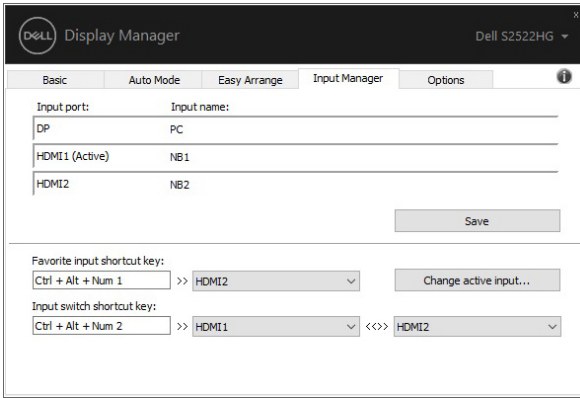 DELL Display Manager Dell S2522HG
Basic Auto Mode Easy Arrange Input Manager Options
Input port: Input name:
DP PC
HDMI1 (Active) NB1
HDMI2 NB2
Save
Favorite input shortcut key:
Ctrl + Alt + Num 1 >> HDMI2 Change active input...
Input switch shortcut key:
Ctrl + Alt + Num 2 >> HDMI1 <<>> HDMI2